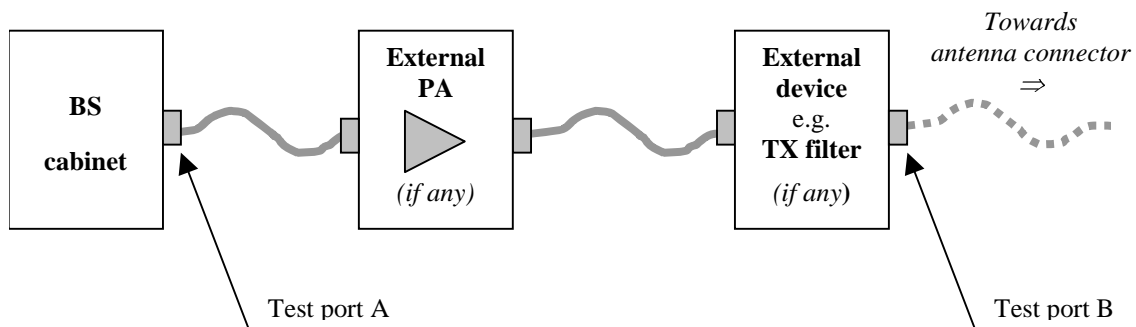 BS
cabinet
External
PA
(if any)
External
device
e.g.
TX filter
(if any)
Towards
antenna connector
⇒
Test port A
Test port B